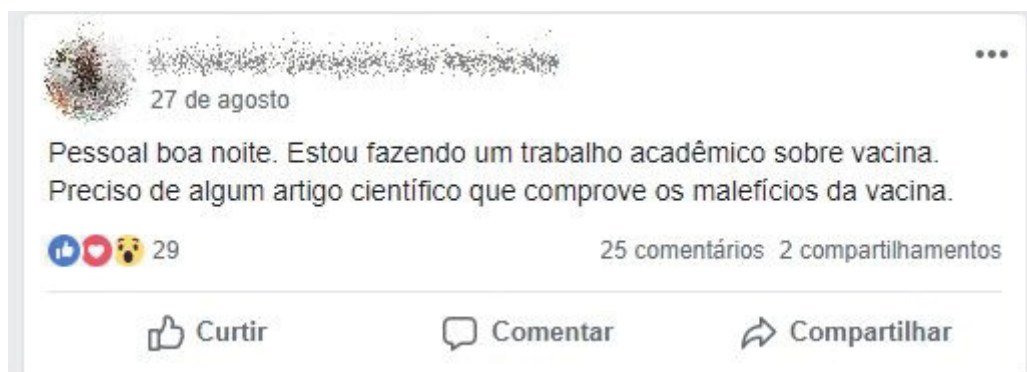 27 de agosto
Pessoal boa noite. Estou fazendo um trabalho acadêmico sobre vacina.
Preciso de algum artigo científico que comprove os malefícios da vacina.
29 25 comentários 2 compartilhamentos
Curtir Comentar Compartilhar